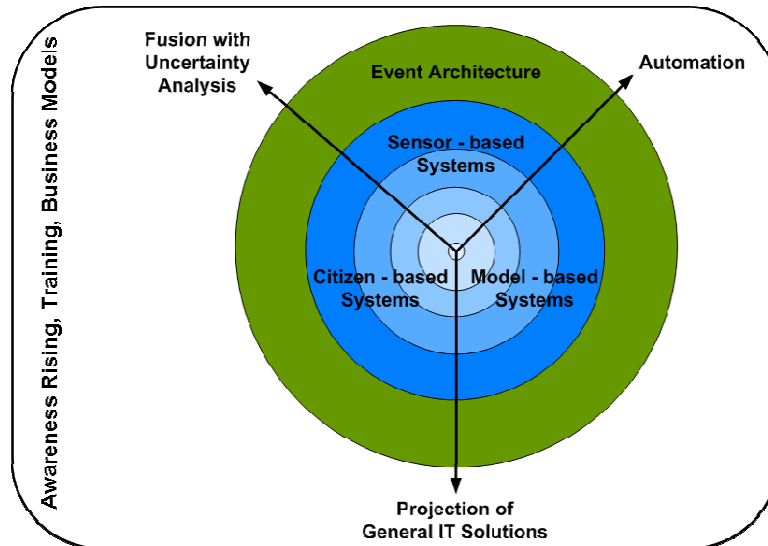 Awareness Rising, Training, Business Models
Fusion with
Uncertainty
Analysis
Event Architecture
Automation
Sensor - based
Systems
Citizen - based
Systems
Model - based
Systems
Projection of
General IT Solutions